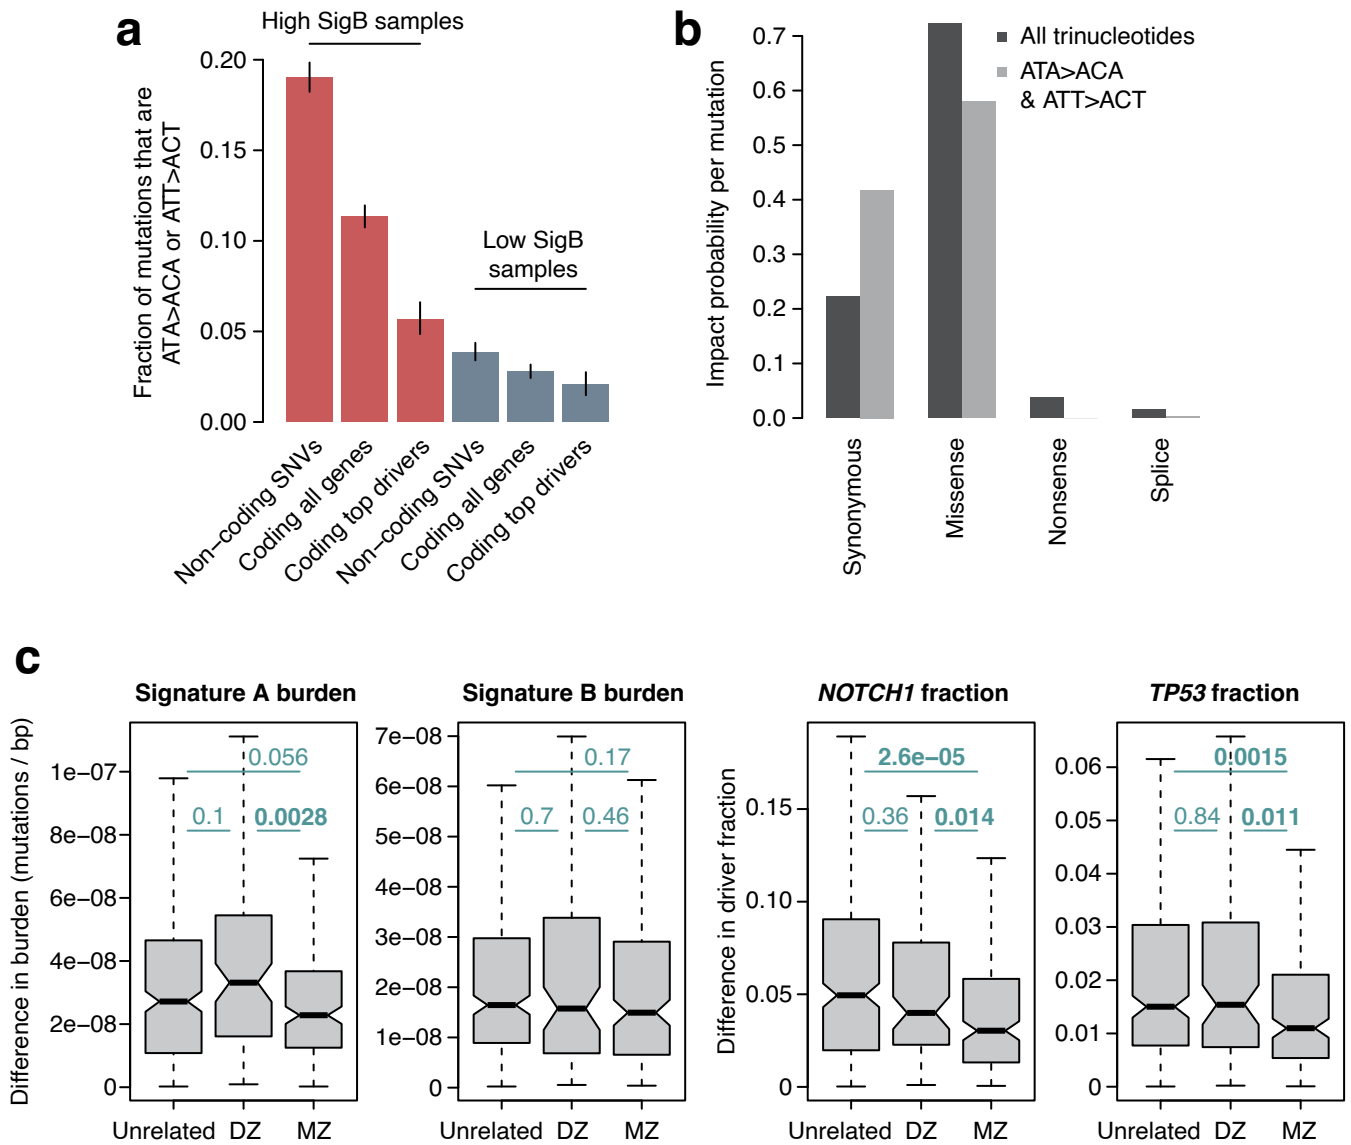 a
High SigB samples
Fraction of mutations that are
ATA>ACA or ATT>ACT
0.20
0.15
0.10
0.05
0.00
Low SigB
samples
Non−coding SNVs
Coding all genes
Coding top drivers
Non−coding SNVs
Coding all genes
Coding top drivers
b
Impact probability per mutation
0.7
0.6
0.5
0.4
0.3
0.2
0.1
0.0
All trinucleotides
ATA>ACA
& ATT>ACT
Synonymous
Missense
Nonsense
Splice
c
Signature A burden
Difference in burden (mutations / bp)
1e−07
8e−08
6e−08
4e−08
2e−08
0
0.056
0.1
0.0028
Unrelated
DZ
MZ
Signature B burden
7e−08
6e−08
5e−08
4e−08
3e−08
2e−08
1e−08
0
0.17
0.7
0.46
Unrelated
DZ
MZ
NOTCH1 fraction
Difference in driver fraction
0.15
0.10
0.05
0
2.6e−05
0.36
0.014
Unrelated
DZ
MZ
TP53 fraction
0.06
0.05
0.04
0.03
0.02
0.01
0
0.0015
0.84
0.011
Unrelated
DZ
MZ